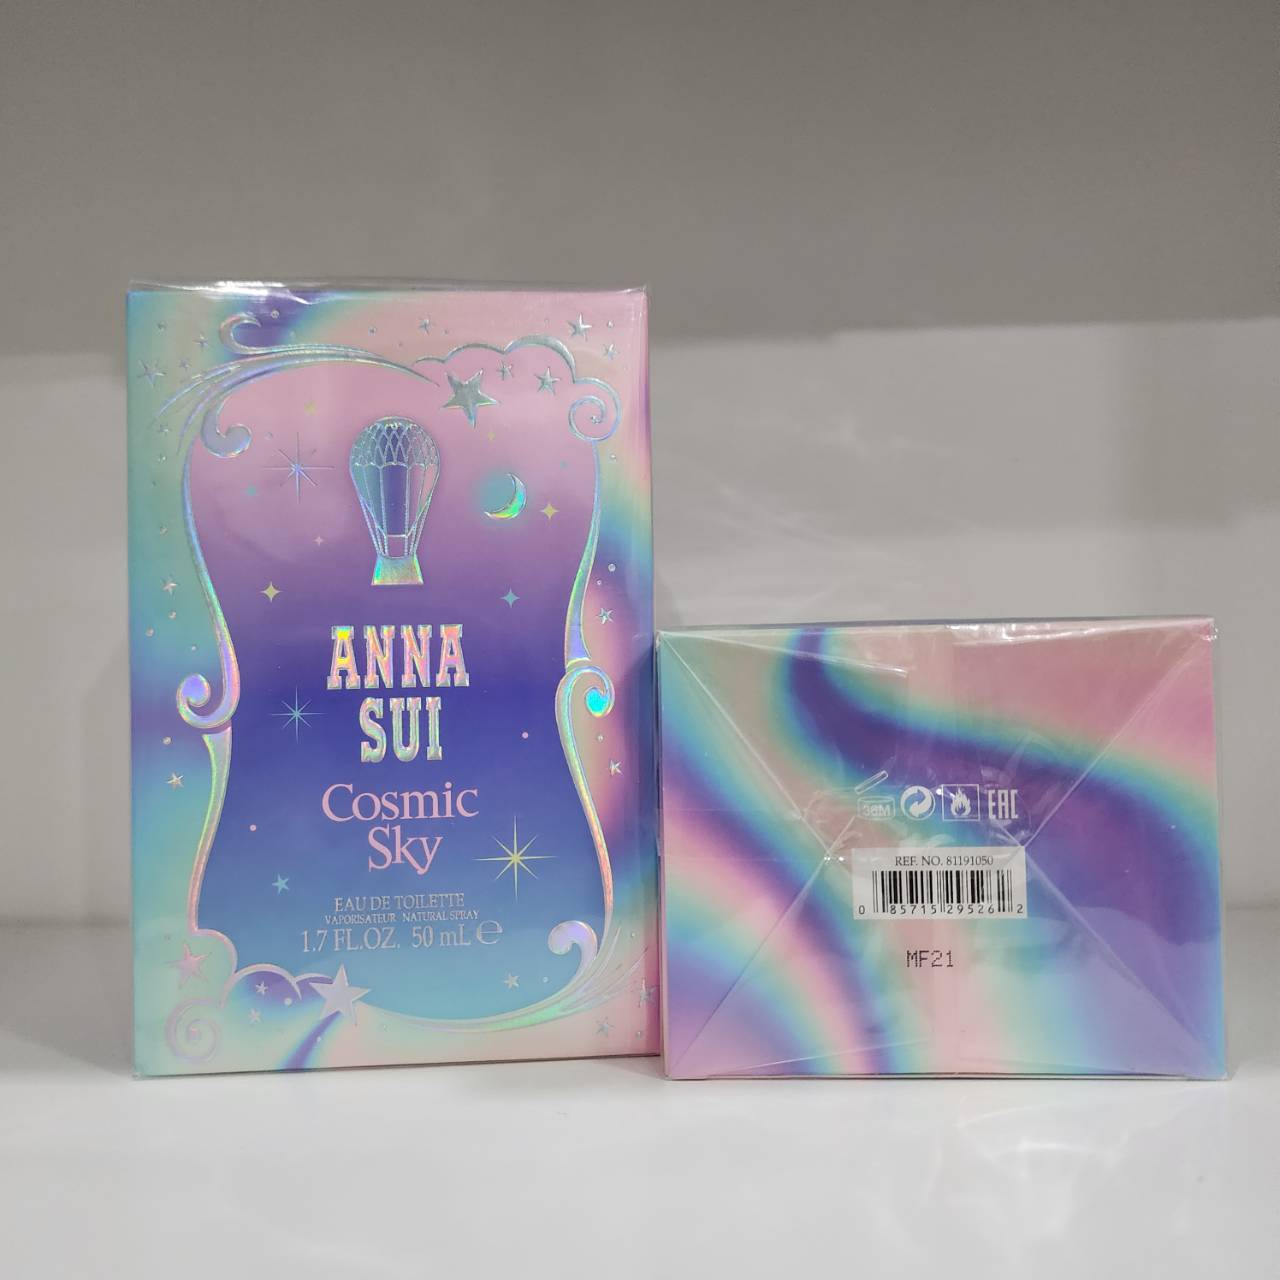 ANNA
SUI
Cosmic
Sky
EAU DE TOILETTE
VAPORISATEUR · NATURAL SPRAY
1.7 FL.OZ. 50 mL ℮
36M
EAC
REF. NO. 81191050
0 85715 29526 2
MF21